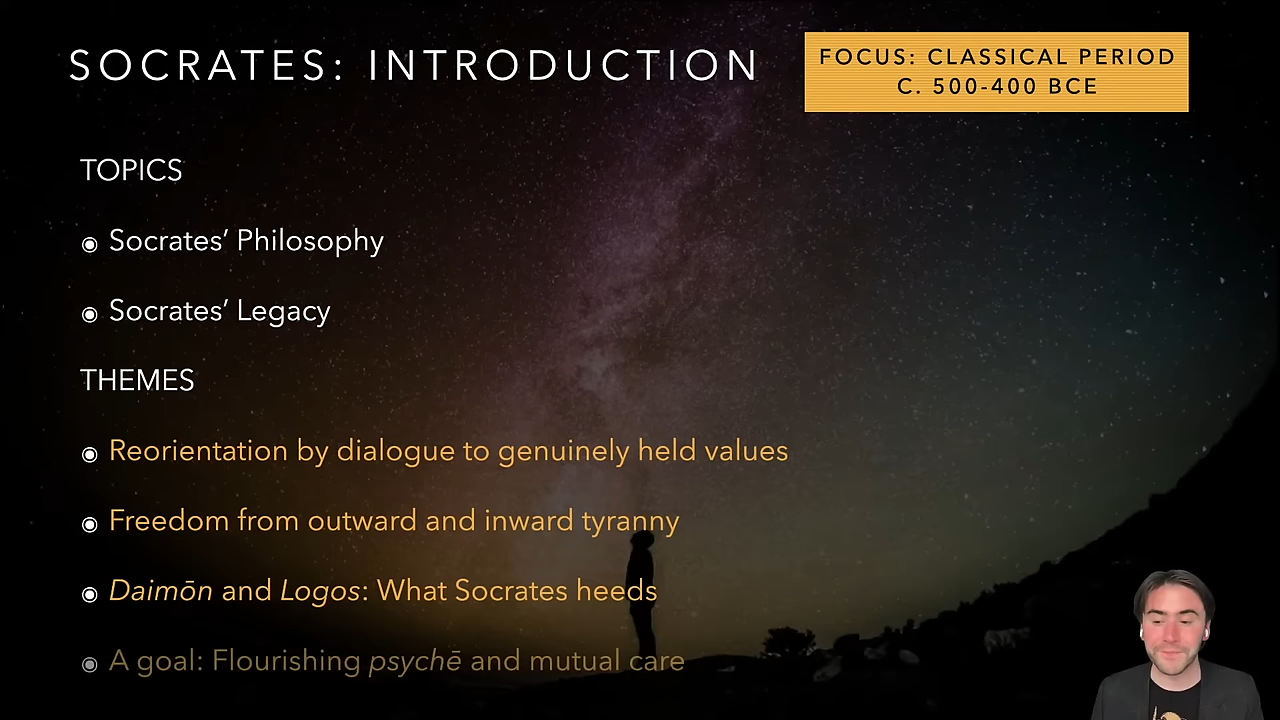 SOCRATES: INTRODUCTION
FOCUS: CLASSICAL PERIOD
C. 500-400 BCE
TOPICS
◉ Socrates’ Philosophy
◉ Socrates’ Legacy
THEMES
◉ Reorientation by dialogue to genuinely held values
◉ Freedom from outward and inward tyranny
◉ Daimōn and Logos: What Socrates heeds
◉ A goal: Flourishing psychē and mutual care